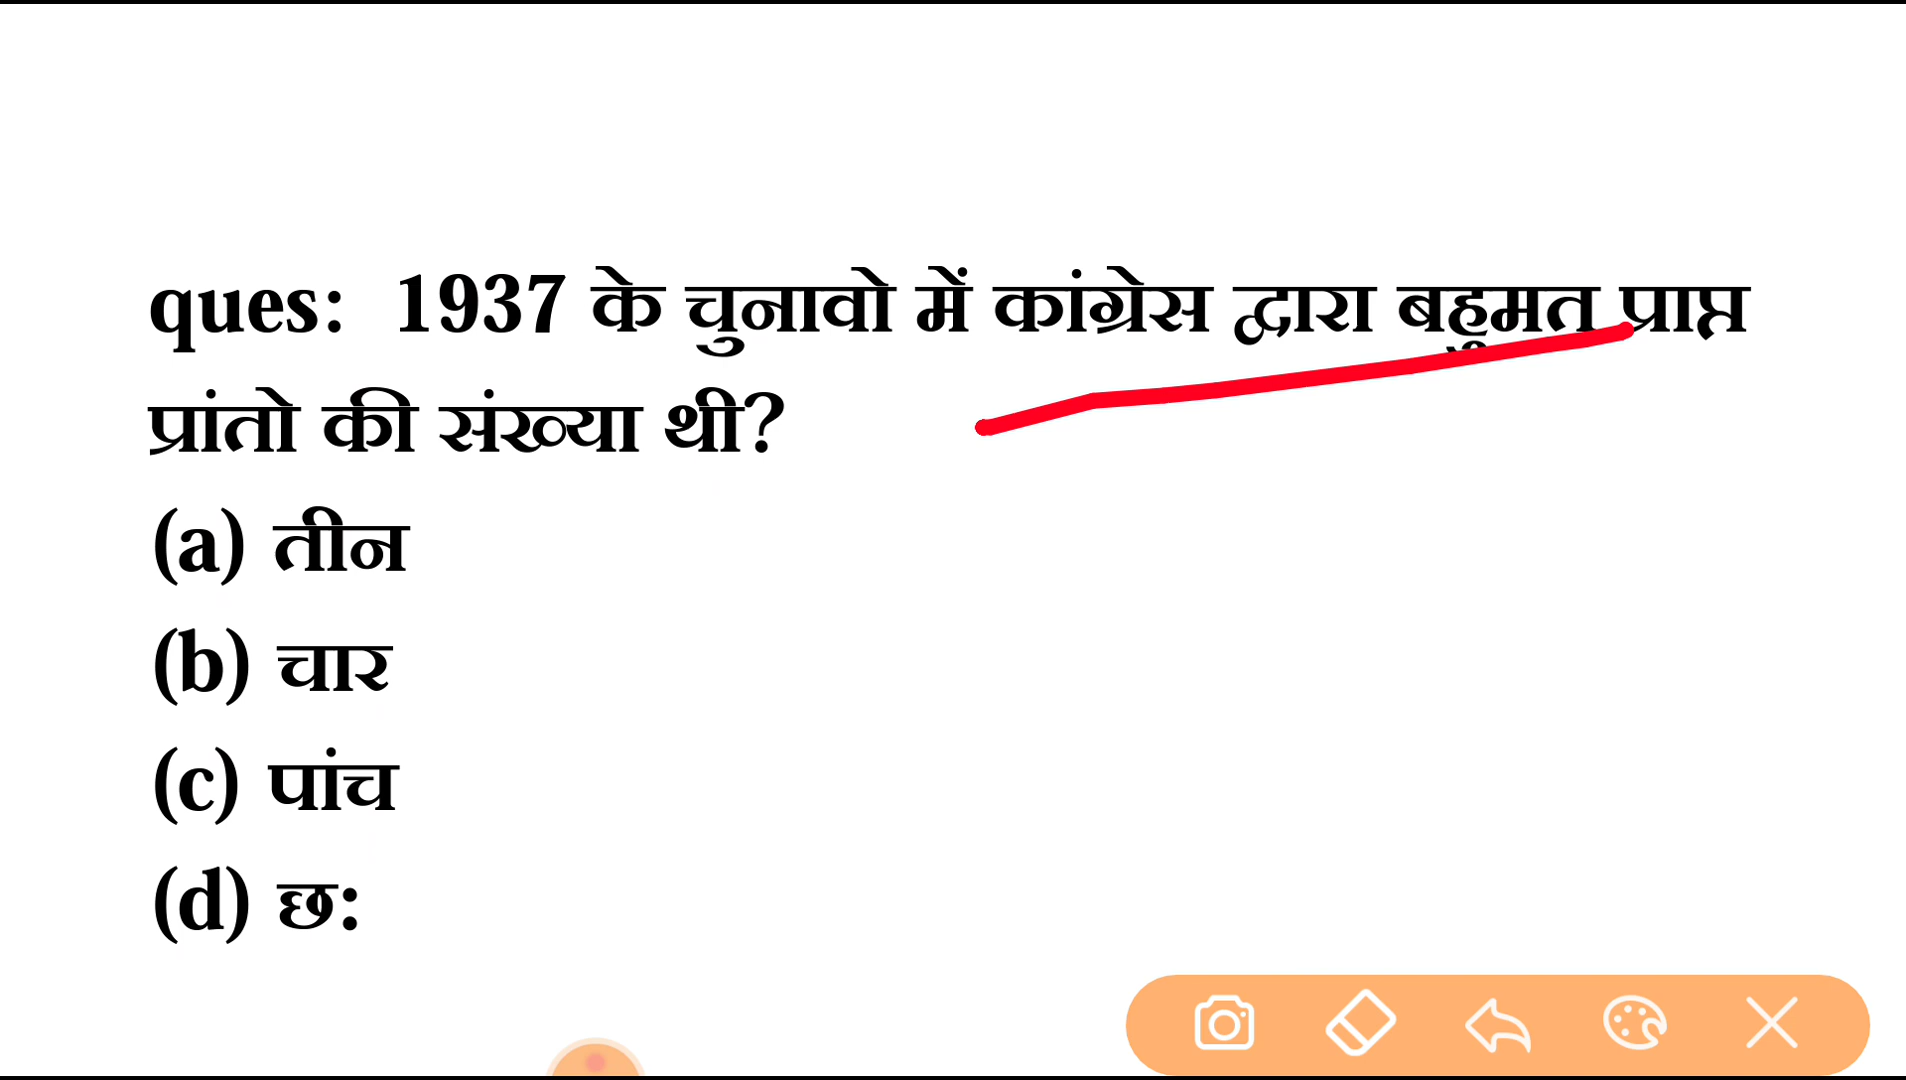 ques: 1937 के चुनावो में कांग्रेस द्वारा बहुमत प्राप्त
प्रांतो की संख्या थी?
(a) तीन
(b) चार
(c) पांच
(d) छ: